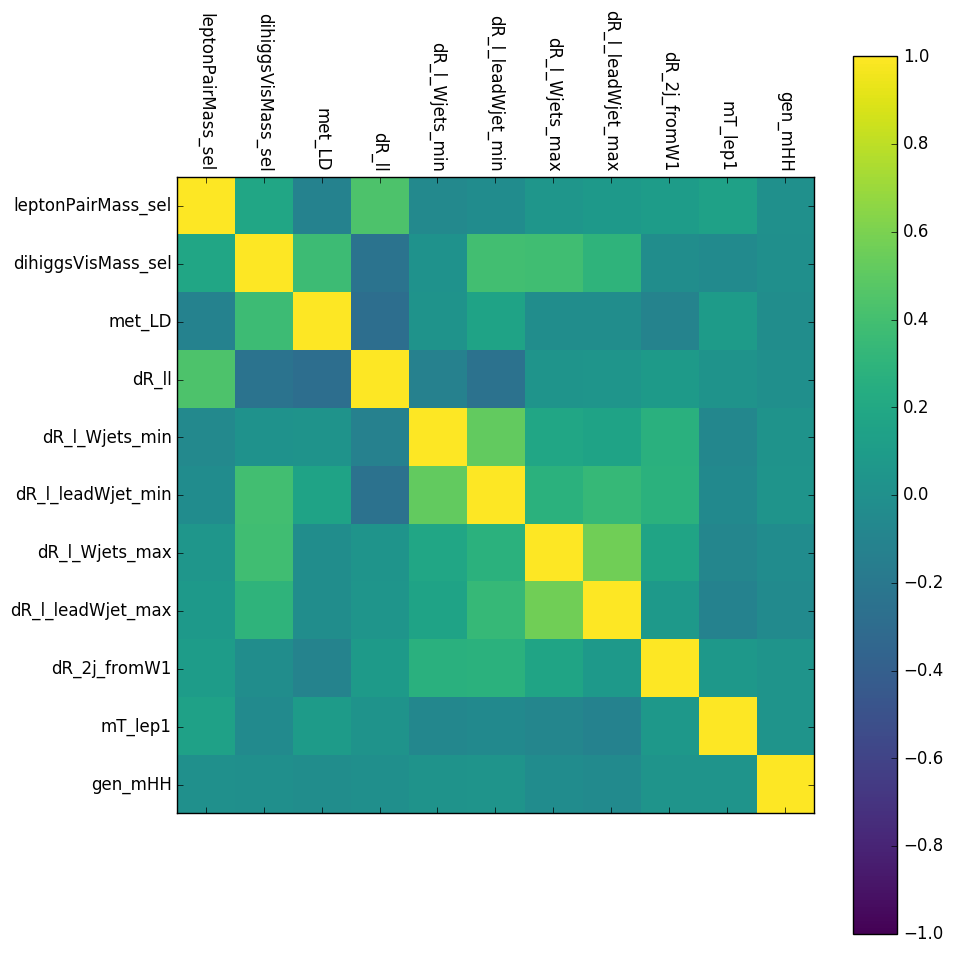 leptonPairMass_sel
dihiggsVisMass_sel
met_LD
dR_ll
dR_l_Wjets_min
dR_l_leadWjet_min
dR_l_Wjets_max
dR_l_leadWjet_max
dR_2j_fromW1
mT_lep1
gen_mHH
leptonPairMass_sel
dihiggsVisMass_sel
met_LD
dR_ll
dR_l_Wjets_min
dR_l_leadWjet_min
dR_l_Wjets_max
dR_l_leadWjet_max
dR_2j_fromW1
mT_lep1
gen_mHH
1.0
0.8
0.6
0.4
0.2
0.0
−0.2
−0.4
−0.6
−0.8
−1.0